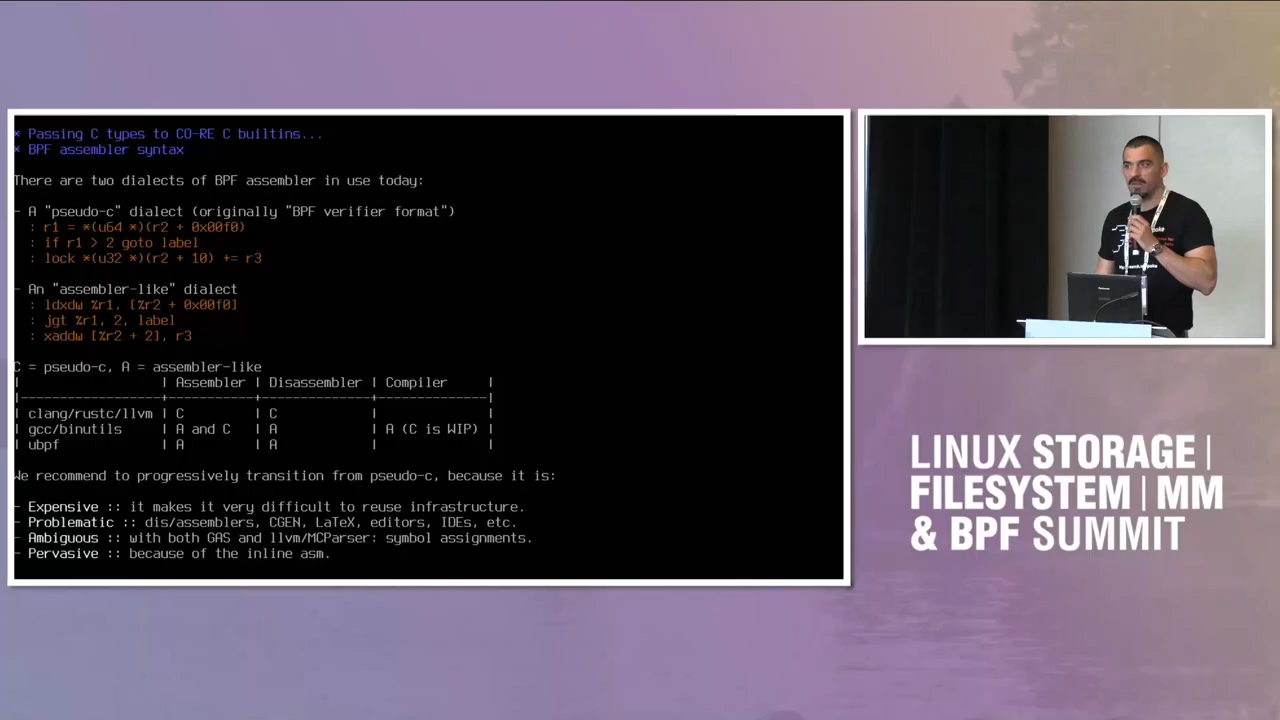 * Passing C types to CO-RE C builtins...
* BPF assembler syntax
There are two dialects of BPF assembler in use today:
- A "pseudo-c" dialect (originally "BPF verifier format")
: r1 = *(u64 *)(r2 + 0x00f0)
: if r1 > 2 goto label
: lock *(u32 *)(r2 + 10) += r3
- An "assembler-like" dialect
: ldxdw %r1, [%r2 + 0x00f0]
: jgt %r1, 2, label
: xaddw [%r2 + 2], r3
C = pseudo-c, A = assembler-like
| | Assembler | Disassembler | Compiler |
|------------------+-----------+--------------+--------------|
| clang/rustc/llvm | C | C | |
| gcc/binutils | A and C | A | A (C is WIP) |
| ubpf | A | A | |
We recommend to progressively transition from pseudo-c, because it is:
- Expensive :: it makes it very difficult to reuse infrastructure.
- Problematic :: dis/assemblers, CGEN, LaTeX, editors, IDEs, etc.
- Ambiguous :: with both GAS and llvm/MCParser: symbol assignments.
- Pervasive :: because of the inline asm.
LINUX STORAGE |
FILESYSTEM | MM
& BPF SUMMIT